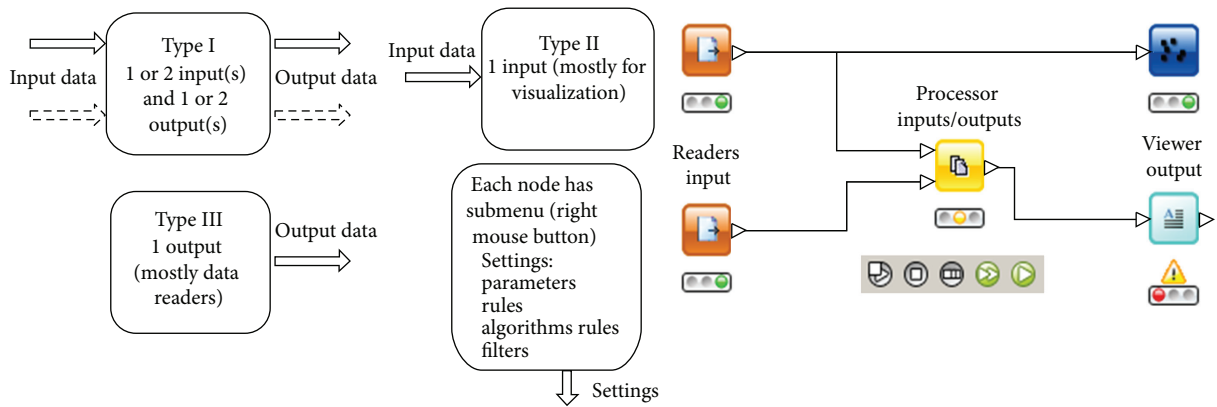 Type I
1 or 2 input(s)
and 1 or 2
output(s)
Input data
Output data
Type II
1 input (mostly for
visualization)
Input data
Type III
1 output
(mostly data
readers)
Output data
Each node has
submenu (right
mouse button)
Settings:
parameters
rules
algorithms rules
filters
Settings
Readers
input
Processor
inputs/outputs
Viewer
output
A